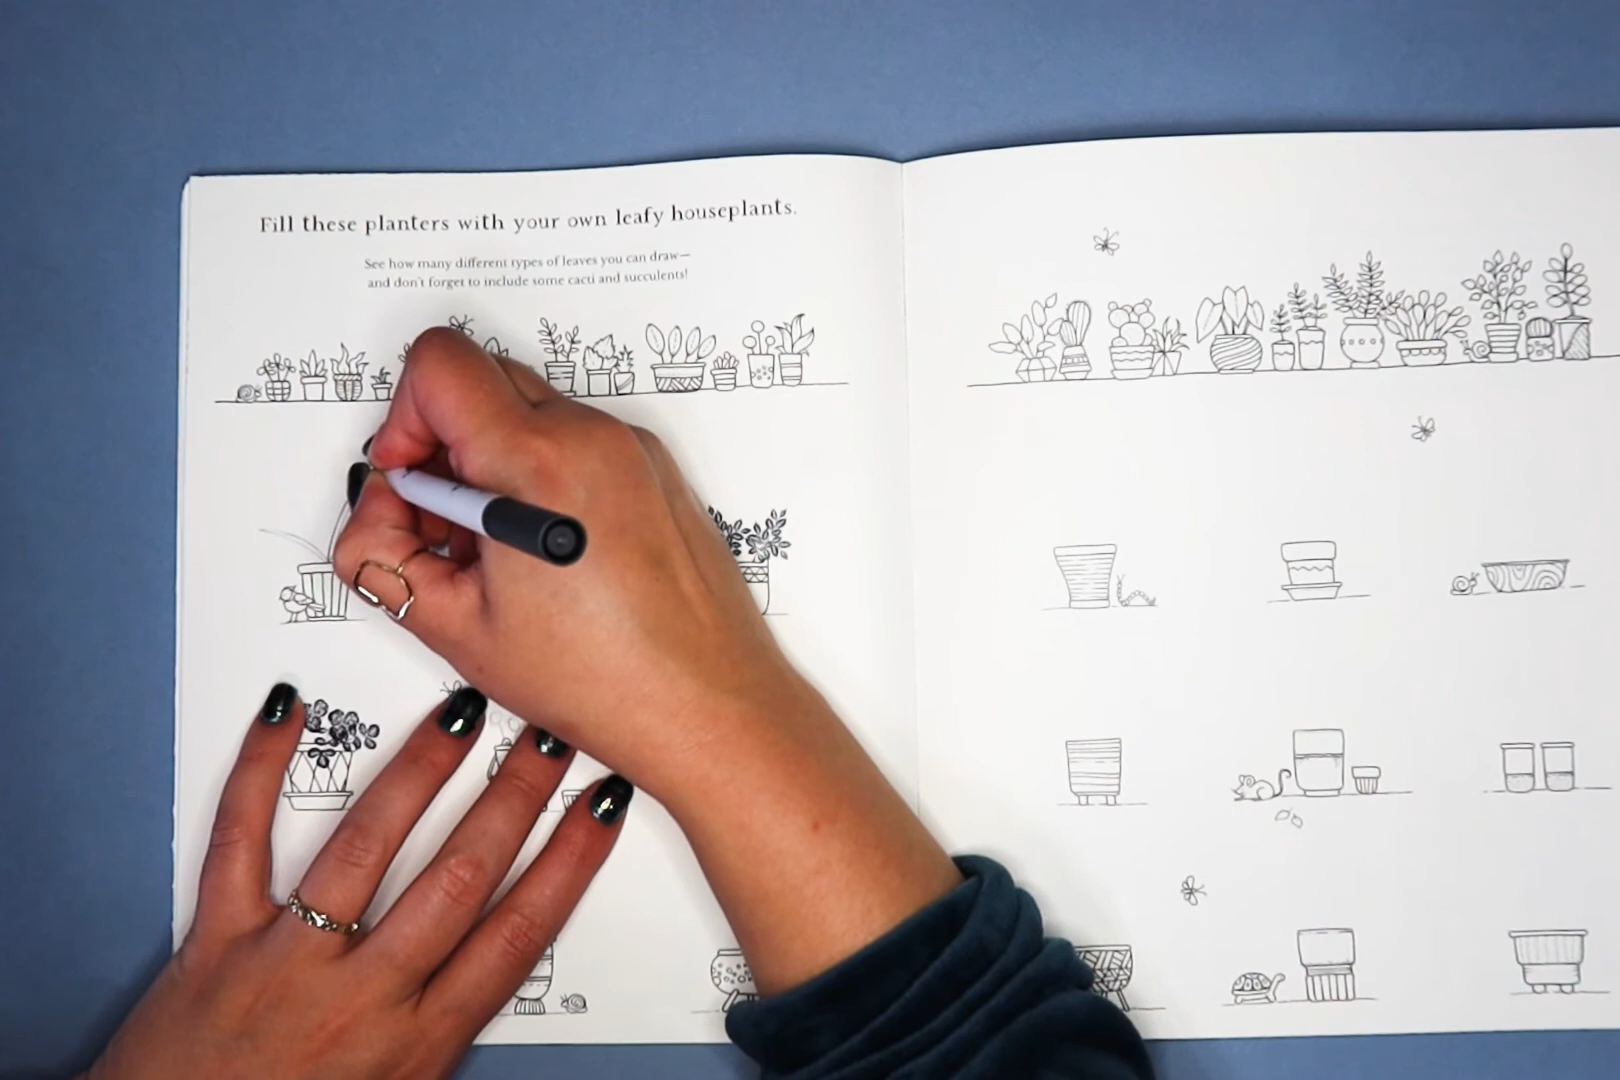 Fill these planters with your own leafy houseplants.
See how many different types of leaves you can draw—
and don't forget to include some cacti and succulents!